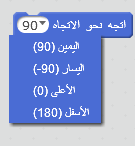 اتجه نحو الاتجاه 90
(90) اليمين
(-90) اليسار
(0) الأعلى
(180) الأسفل